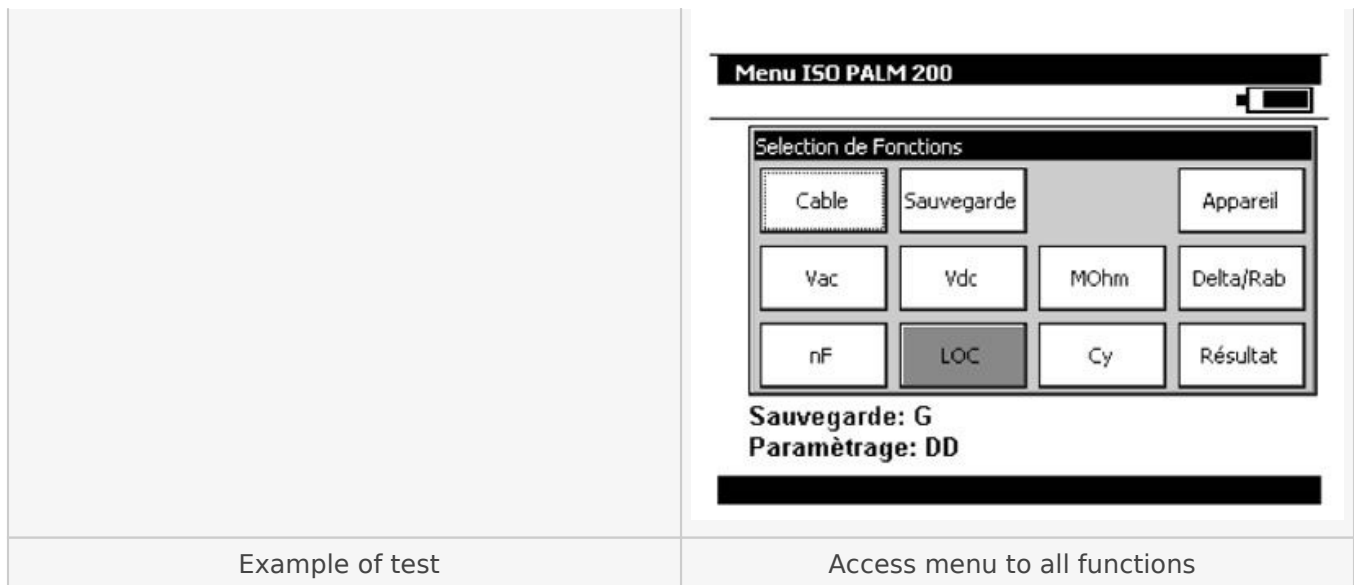 Menu ISO PALM 200
Selection de Fonctions
Cable Sauvegarde Appareil
Vac Vdc MOhm Delta/Rab
nF LOC Cy Résultat
Sauvegarde: G
Paramètrage: DD
Example of test Access menu to all functions